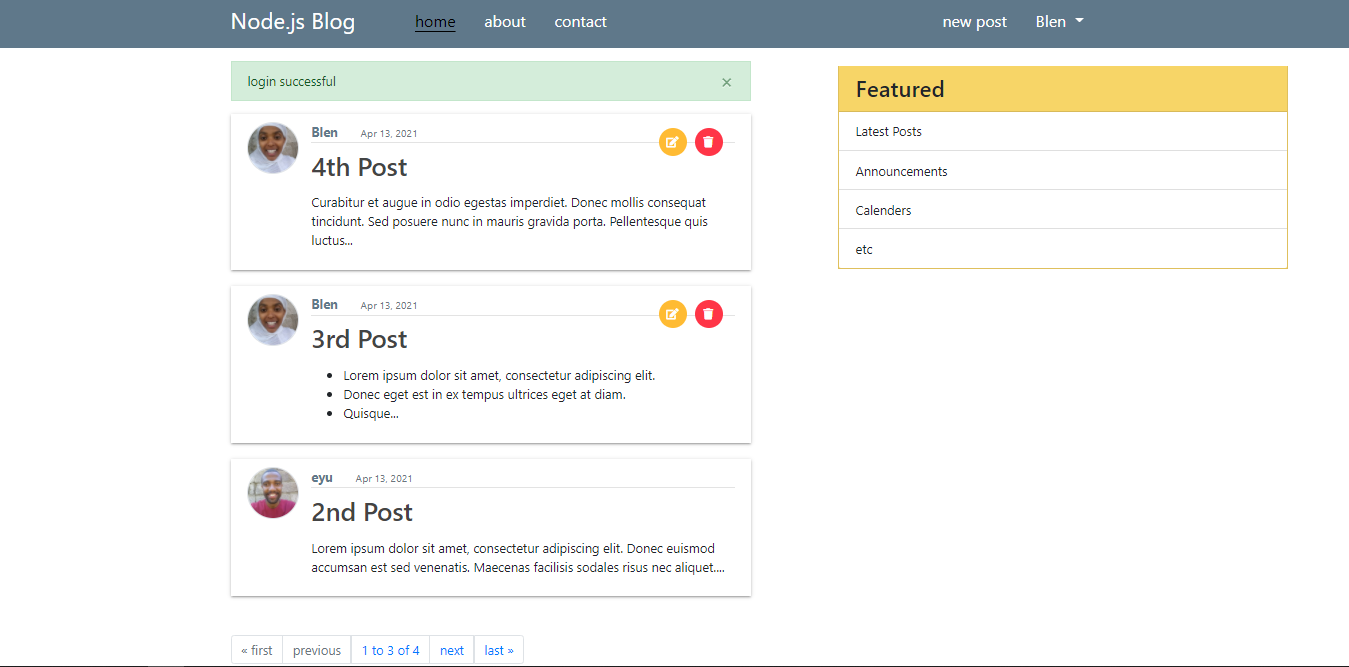 Node.js Blog home about contact new post Blen
login successful ×
Blen Apr 13, 2021
4th Post
Curabitur et augue in odio egestas imperdiet. Donec mollis consequat
tincidunt. Sed posuere nunc in mauris gravida porta. Pellentesque quis
luctus...
Blen Apr 13, 2021
3rd Post
• Lorem ipsum dolor sit amet, consectetur adipiscing elit.
• Donec eget est in ex tempus ultrices eget at diam.
• Quisque...
eyu Apr 13, 2021
2nd Post
Lorem ipsum dolor sit amet, consectetur adipiscing elit. Donec euismod
accumsan est sed venenatis. Maecenas facilisis sodales risus nec aliquet....
« first previous 1 to 3 of 4 next last »
Featured
Latest Posts
Announcements
Calenders
etc